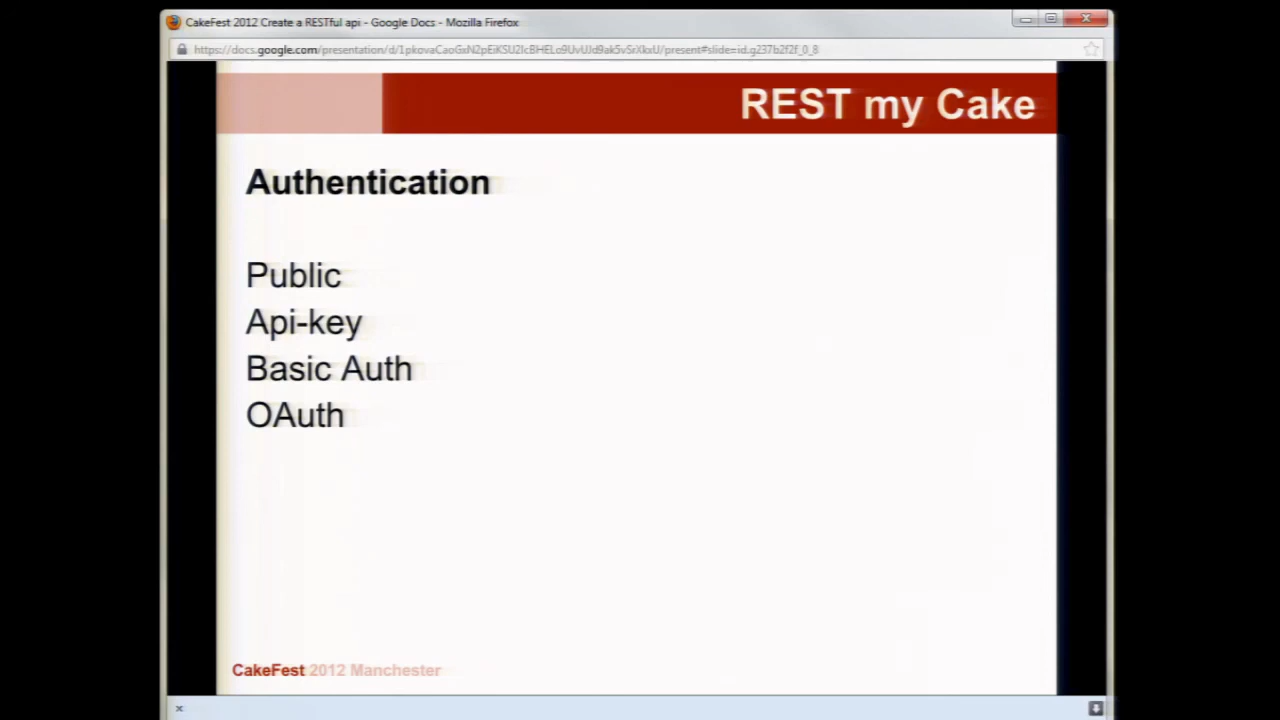 CakeFest 2012 Create a RESTful api - Google Docs - Mozilla Firefox
REST my Cake
Authentication
Public
Api-key
Basic Auth
OAuth
CakeFest 2012 Manchester